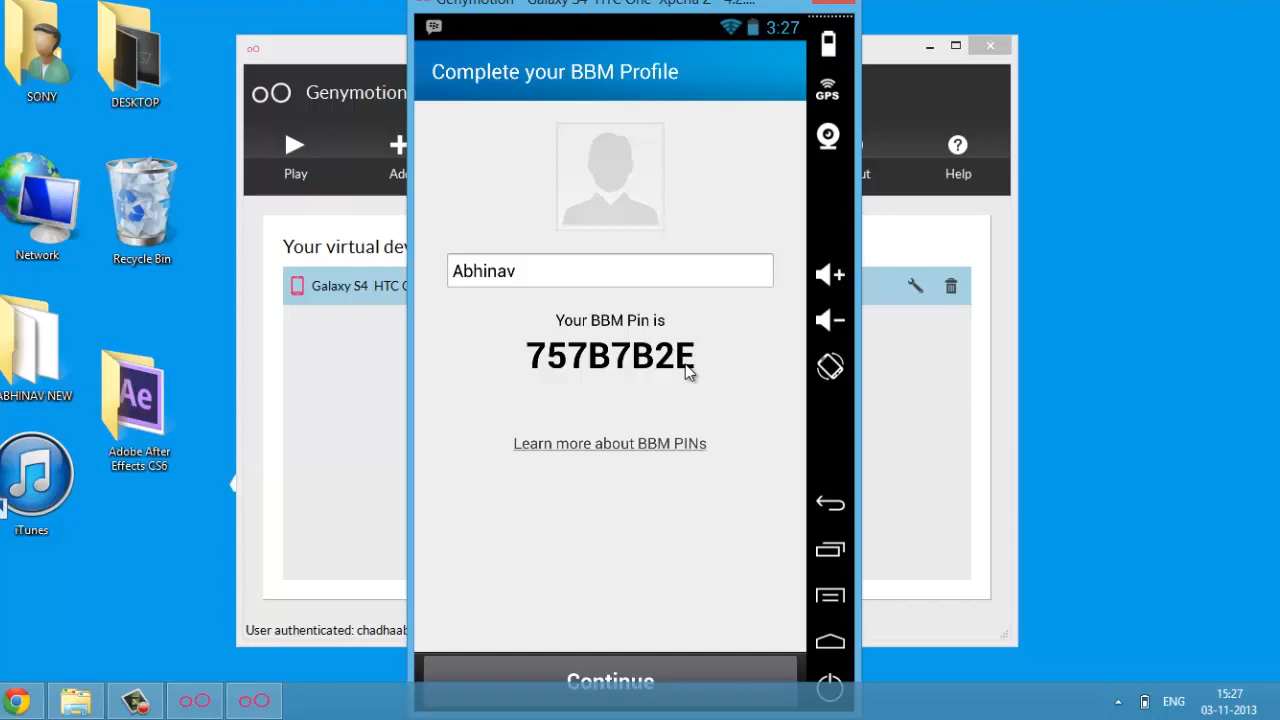 SONY
DESKTOP
Network
Recycle Bin
ABHINAV NEW
Adobe After
Effects CS6
iTunes
Genymotion
Play
Help
Your virtual
Galaxy S4 HTC
User authenticated:
3:27
Complete your BBM Profile
Abhinav
Your BBM Pin is
757B7B2E
Learn more about BBM PINs
Continue
GPS
ENG
15:27
03-11-2013